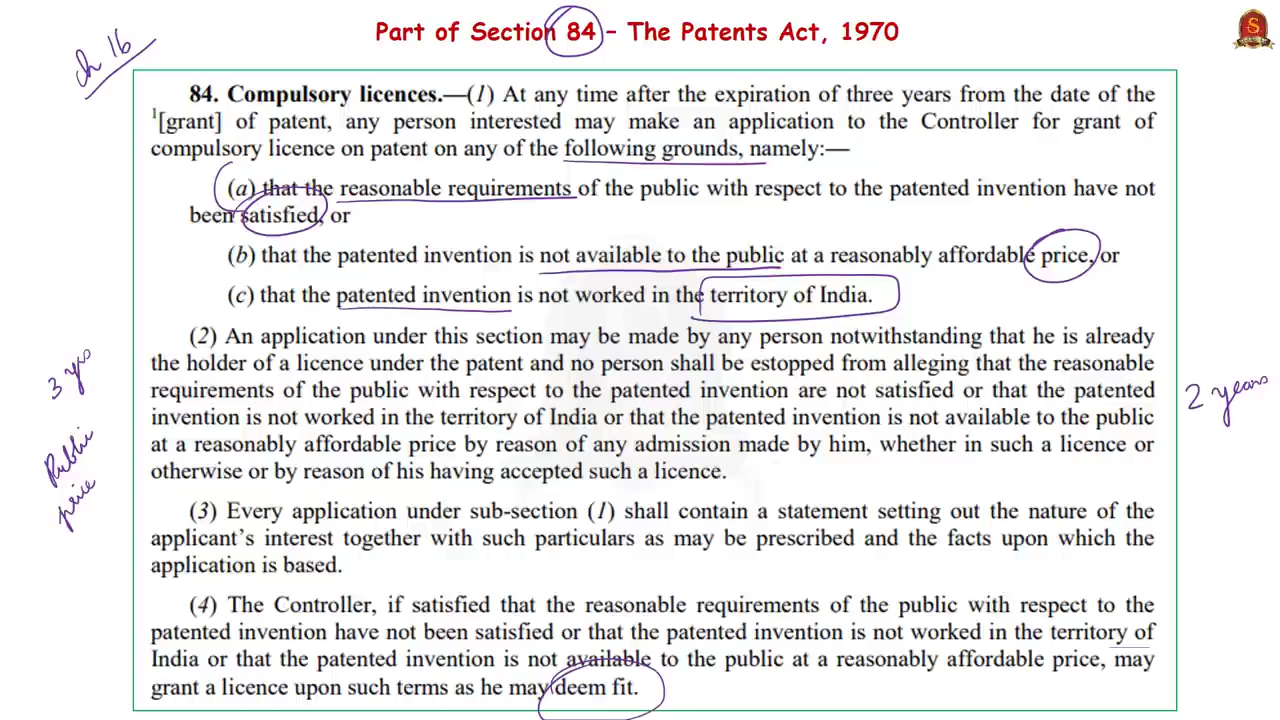 Part of Section 84 – The Patents Act, 1970
ch 16
84. Compulsory licences.—(1) At any time after the expiration of three years from the date of the
1[grant] of patent, any person interested may make an application to the Controller for grant of
compulsory licence on patent on any of the following grounds, namely:—
(a) that the reasonable requirements of the public with respect to the patented invention have not
been satisfied, or
(b) that the patented invention is not available to the public at a reasonably affordable price, or
(c) that the patented invention is not worked in the territory of India.
(2) An application under this section may be made by any person notwithstanding that he is already
the holder of a licence under the patent and no person shall be estopped from alleging that the reasonable
requirements of the public with respect to the patented invention are not satisfied or that the patented
invention is not worked in the territory of India or that the patented invention is not available to the public
at a reasonably affordable price by reason of any admission made by him, whether in such a licence or
otherwise or by reason of his having accepted such a licence.
3 yrs
Public
price
2 years
(3) Every application under sub-section (1) shall contain a statement setting out the nature of the
applicant's interest together with such particulars as may be prescribed and the facts upon which the
application is based.
(4) The Controller, if satisfied that the reasonable requirements of the public with respect to the
patented invention have not been satisfied or that the patented invention is not worked in the territory of
India or that the patented invention is not available to the public at a reasonably affordable price, may
grant a licence upon such terms as he may deem fit.